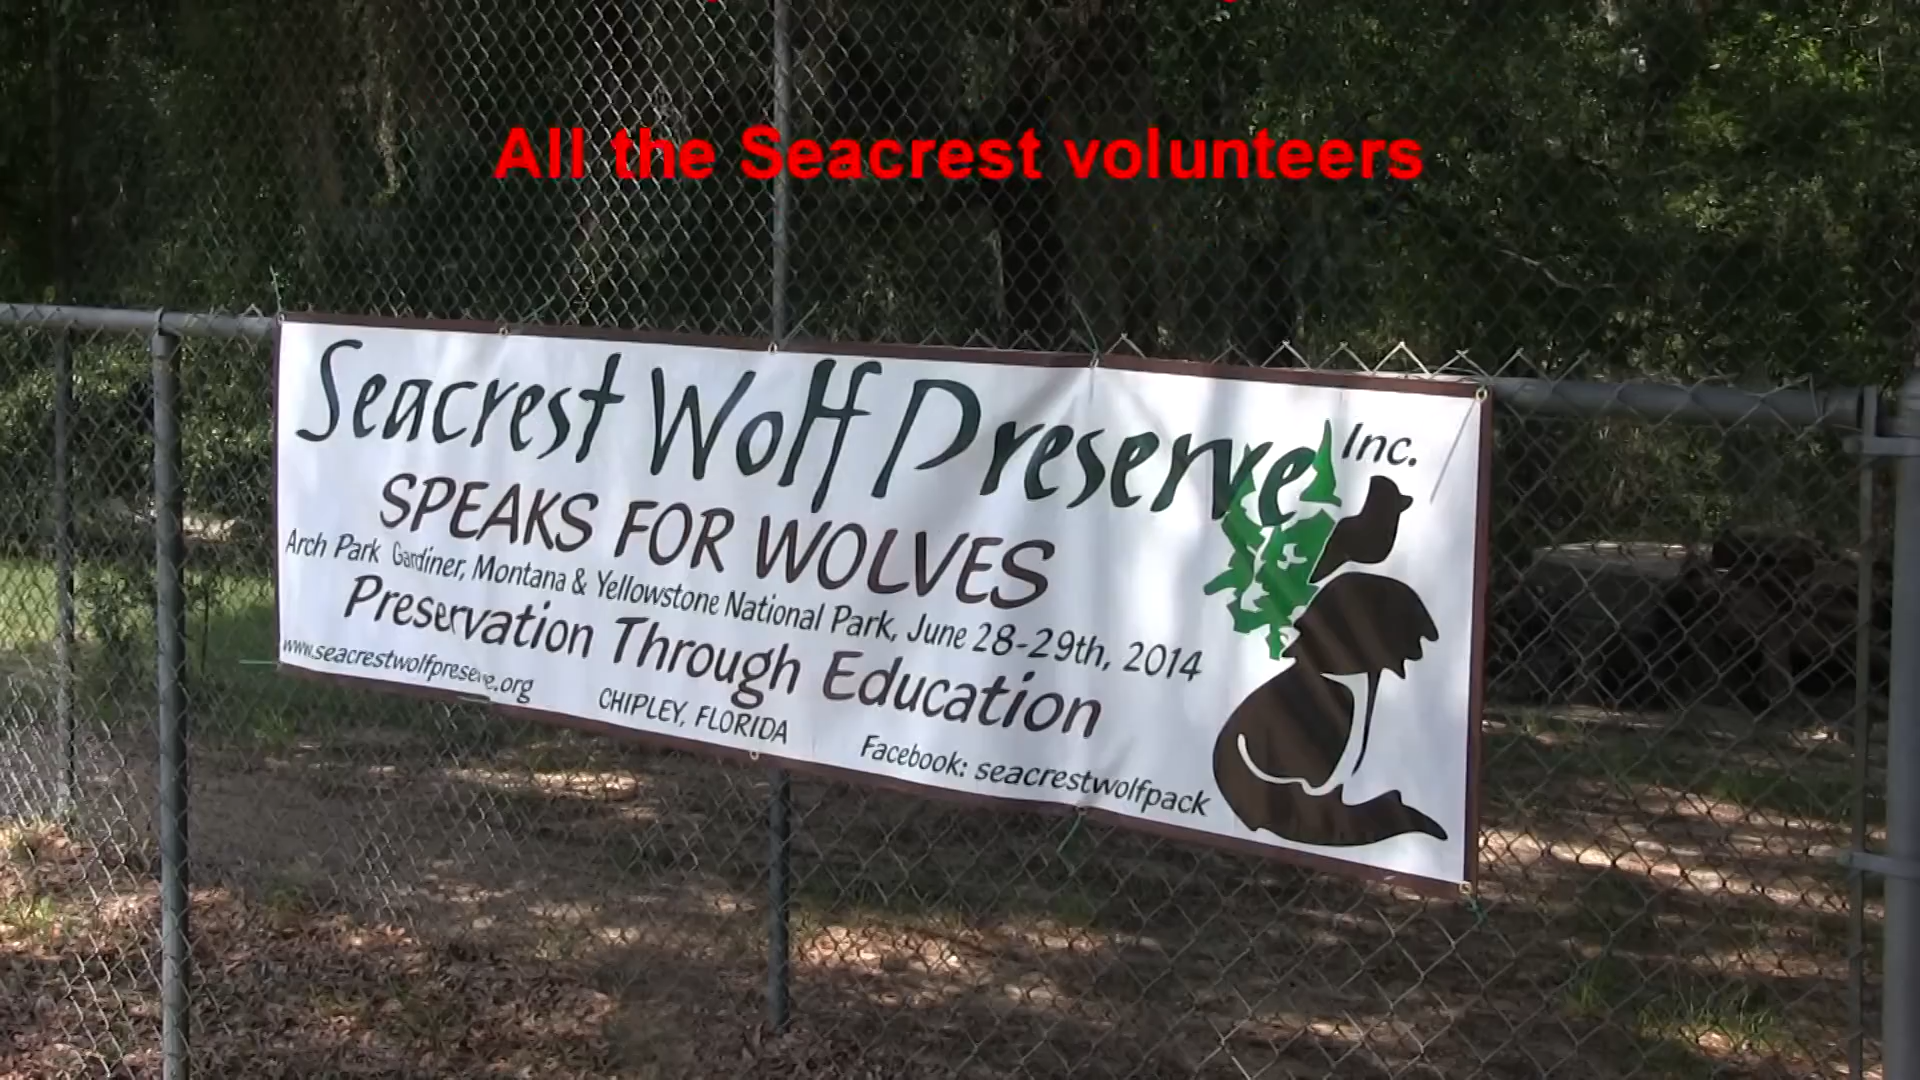 All the Seacrest volunteers
Seacrest Wolf Preserve Inc.
SPEAKS FOR WOLVES
Arch Park Gardiner, Montana & Yellowstone National Park, June 28-29th, 2014
Preservation Through Education
www.seacrestwolfpreserve.org
CHIPLEY, FLORIDA
Facebook: seacrestwolfpack